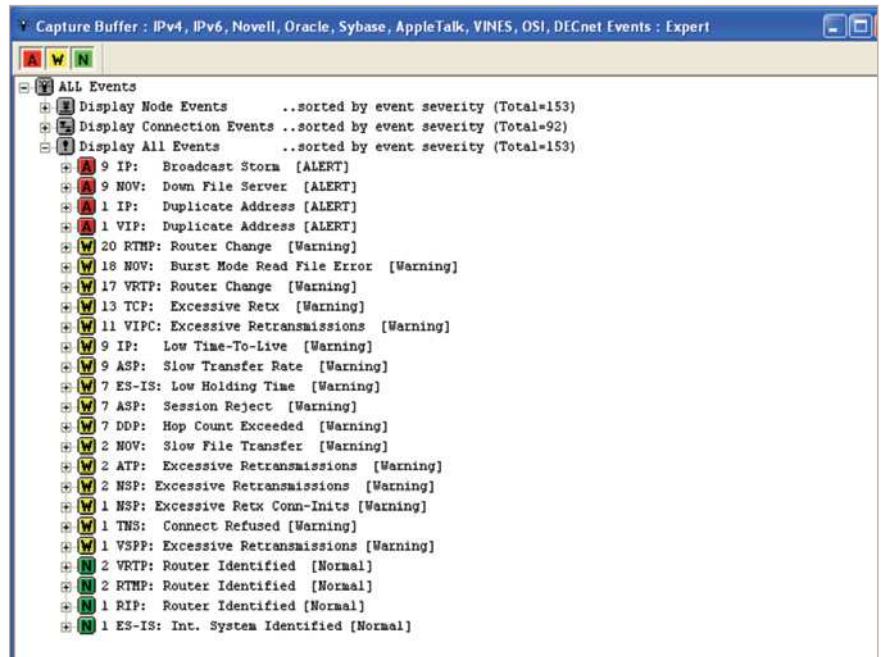 Capture Buffer : IPv4, IPv6, Novell, Oracle, Sybase, AppleTalk, VINES, OSI, DECnet Events : Expert
A W N
ALL Events
Display Node Events ..sorted by event severity (Total=153)
Display Connection Events ..sorted by event severity (Total=92)
Display All Events ..sorted by event severity (Total=153)
A 9 IP: Broadcast Storm [ALERT]
A 9 NOV: Down File Server [ALERT]
A 1 IP: Duplicate Address [ALERT]
A 1 VIP: Duplicate Address [ALERT]
W 20 RTMP: Router Change [Warning]
W 18 NOV: Burst Mode Read File Error [Warning]
W 17 VRTP: Router Change [Warning]
W 13 TCP: Excessive Retx [Warning]
W 11 VIPC: Excessive Retransmissions [Warning]
W 9 IP: Low Time-To-Live [Warning]
W 9 ASP: Slow Transfer Rate [Warning]
W 7 ES-IS: Low Holding Time [Warning]
W 7 ASP: Session Reject [Warning]
W 7 DDP: Hop Count Exceeded [Warning]
W 2 NOV: Slow File Transfer [Warning]
W 2 ATP: Excessive Retransmissions [Warning]
W 2 NSP: Excessive Retransmissions [Warning]
W 1 NSP: Excessive Retx Conn-Inits [Warning]
W 1 TNS: Connect Refused [Warning]
W 1 VSPP: Excessive Retransmissions [Warning]
N 2 VRTP: Router Identified [Normal]
N 2 RTMP: Router Identified [Normal]
N 1 RIP: Router Identified [Normal]
N 1 ES-IS: Int. System Identified [Normal]